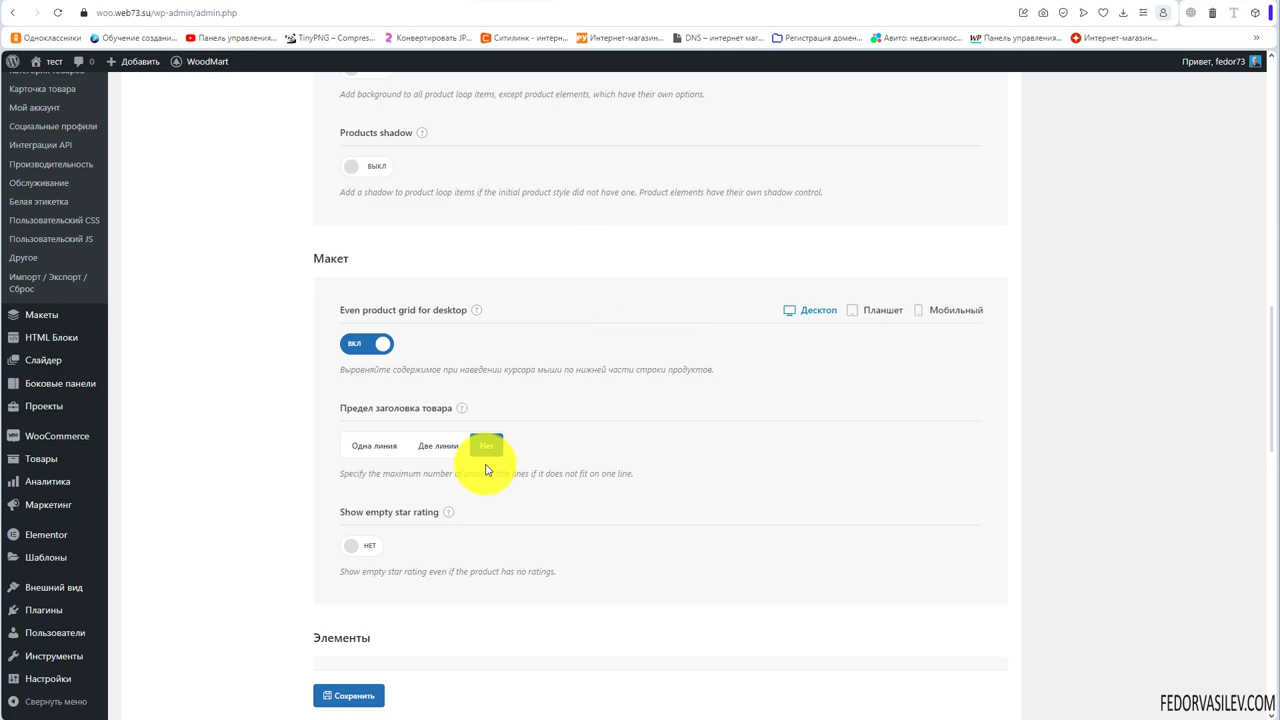 woo.web73.su/wp-admin/admin.php
Одноклассники
Обучение создани...
Панель управления...
TinyPNG – Compres...
Конвертировать JP...
Ситилинк - интерн...
Интернет-магазин...
DNS – интернет маг...
Регистрация домен...
Авито: недвижимос...
Панель управления...
Интернет-магазин...
тест
0
Добавить
WoodMart
Привет, fedor73
Категории товаров
Карточка товара
Мой аккаунт
Социальные профили
Интеграции API
Производительность
Обслуживание
Белая этикетка
Пользовательский CSS
Пользовательский JS
Другое
Импорт / Экспорт /
Сброс
Макеты
HTML Блоки
Слайдер
Боковые панели
Проекты
WooCommerce
Товары
Аналитика
Маркетинг
Elementor
Шаблоны
Внешний вид
Плагины
Пользователи
Инструменты
Настройки
Свернуть меню
Add background to all product loop items, except product elements, which have their own options.
Products shadow
ВЫКЛ
Add a shadow to product loop items if the initial product style did not have one. Product elements have their own shadow control.
Макет
Even product grid for desktop
Десктоп
Планшет
Мобильный
ВКЛ
Выровняйте содержимое при наведении курсора мыши по нижней части строки продуктов.
Предел заголовка товара
Одна линия
Две линии
Нет
Specify the maximum number of product title lines if it does not fit on one line.
Show empty star rating
НЕТ
Show empty star rating even if the product has no ratings.
Элементы
Сохранить
FEDORVASILEV.COM